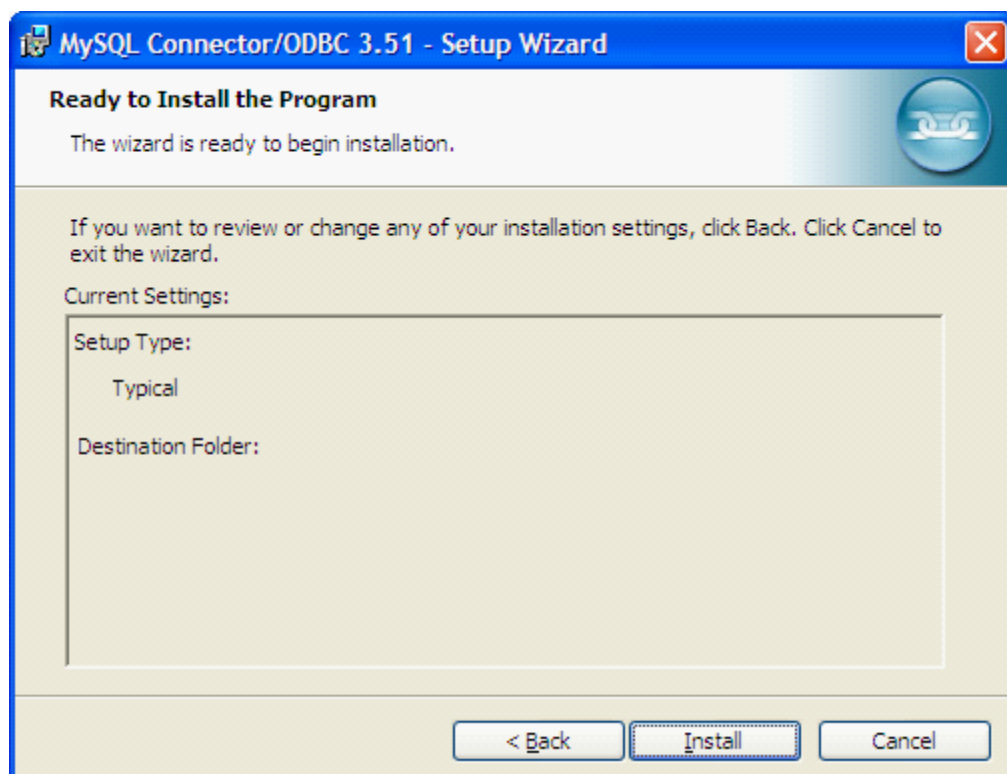 MySQL Connector/ODBC 3.51 - Setup Wizard
Ready to Install the Program
The wizard is ready to begin installation.
If you want to review or change any of your installation settings, click Back. Click Cancel to
exit the wizard.
Current Settings:
Setup Type:
Typical
Destination Folder:
< Back
Install
Cancel